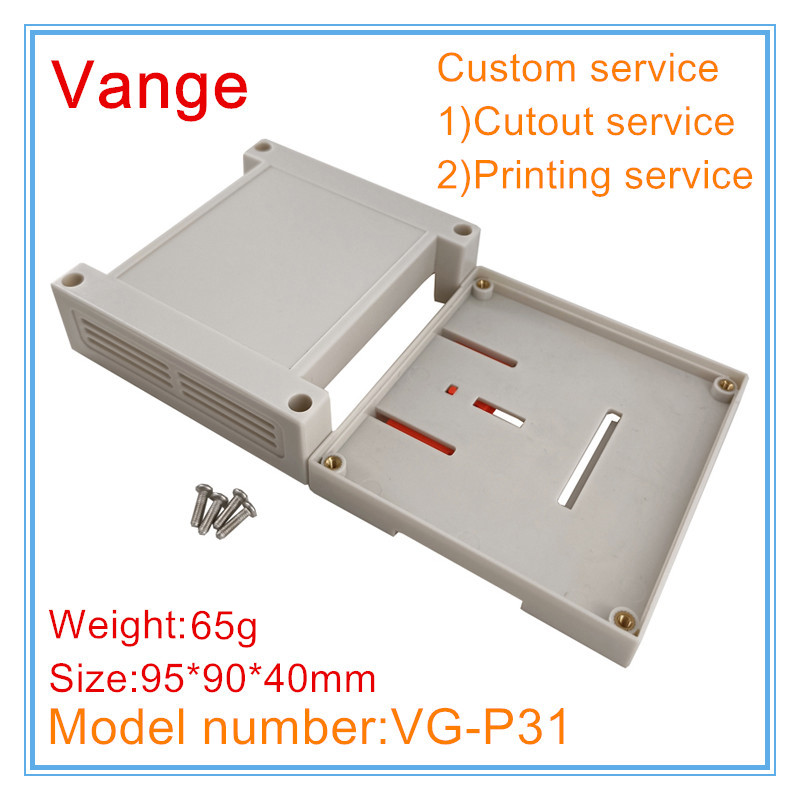 Vange
Custom service
1)Cutout service
2)Printing service
Weight:65g
Size:95*90*40mm
Model number:VG-P31